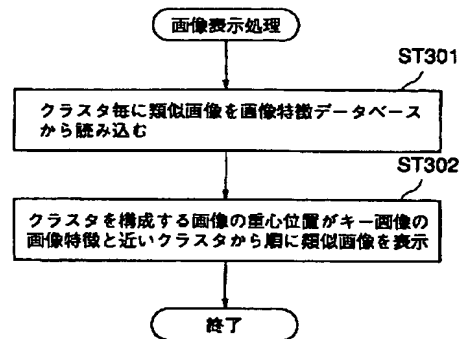 画像表示処理
ST301
クラスタ毎に類似画像を画像特徴データベース
から読み込む
ST302
クラスタを構成する画像の重心位置がキー画像の
画像特徴と近いクラスタから順に類似画像を表示
終了